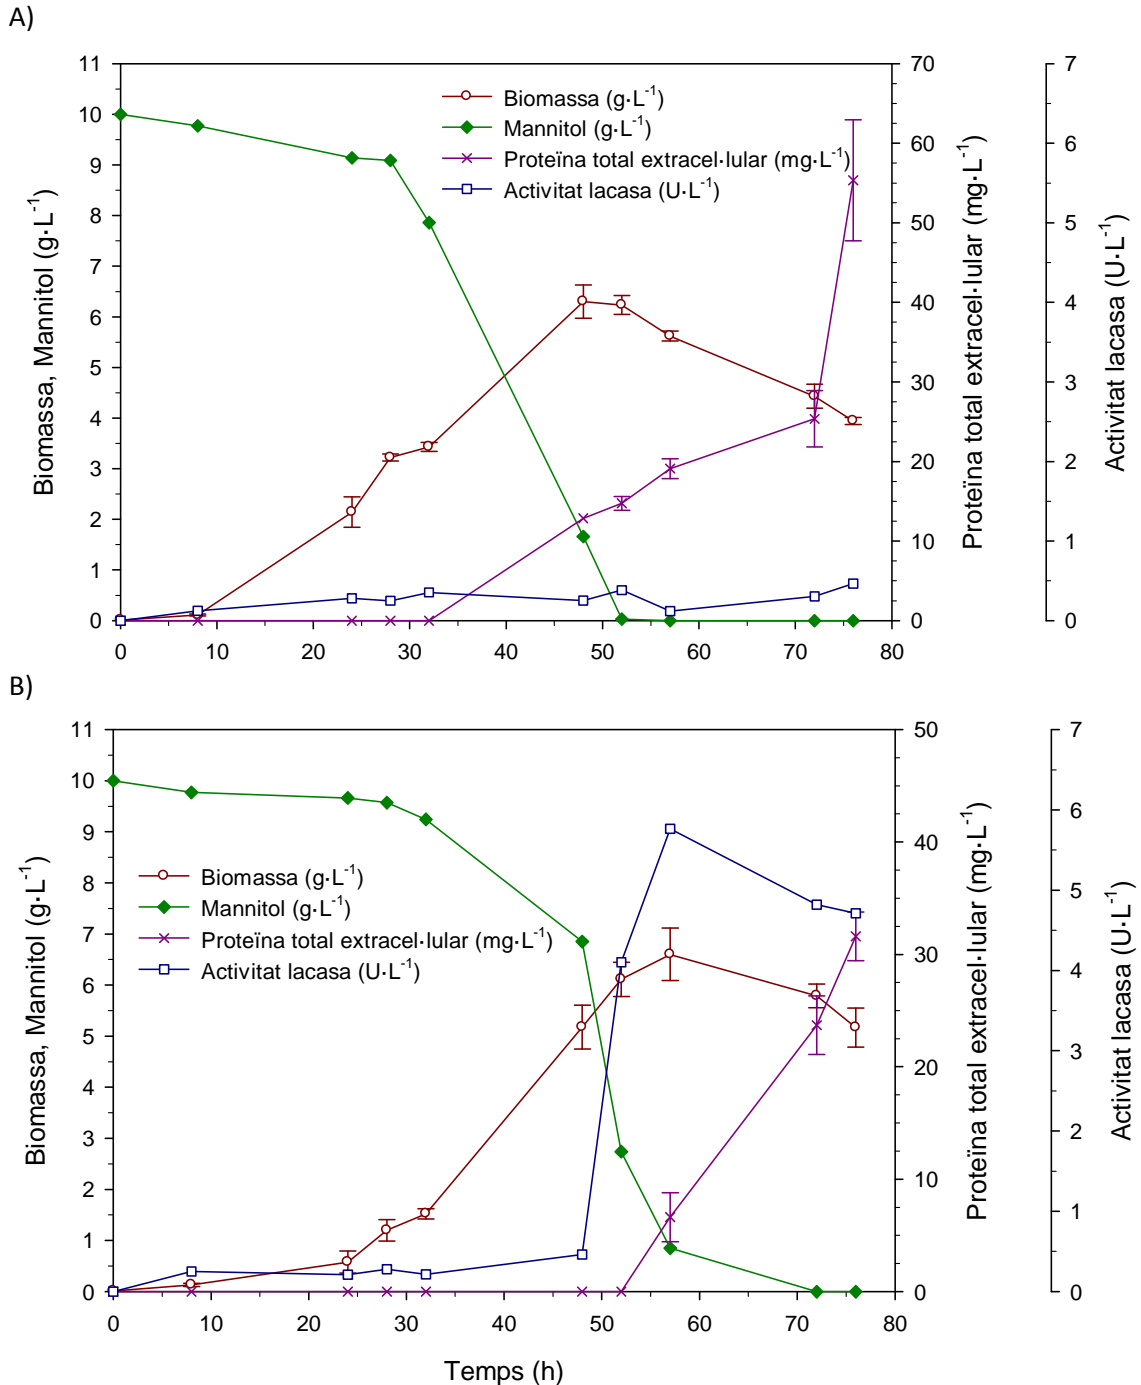 A)
11
10
9
8
7
6
5
4
3
2
1
0
Biomassa, Mannitol (g·L-1)
Biomassa (g·L-1)
Mannitol (g·L-1)
Proteïna total extracel·lular (mg·L-1)
Activitat lacasa (U·L-1)
70
60
50
40
30
20
10
0
Proteïna total extracel·lular (mg·L-1)
7
6
5
4
3
2
1
0
Activitat lacasa (U·L-1)
0 10 20 30 40 50 60 70 80
B)
11
10
9
8
7
6
5
4
3
2
1
0
Biomassa, Mannitol (g·L-1)
Biomassa (g·L-1)
Mannitol (g·L-1)
Proteïna total extracel·lular (mg·L-1)
Activitat lacasa (U·L-1)
50
40
30
20
10
0
Proteïna total extracel·lular (mg·L-1)
7
6
5
4
3
2
1
0
Activitat lacasa (U·L-1)
0 10 20 30 40 50 60 70 80
Temps (h)